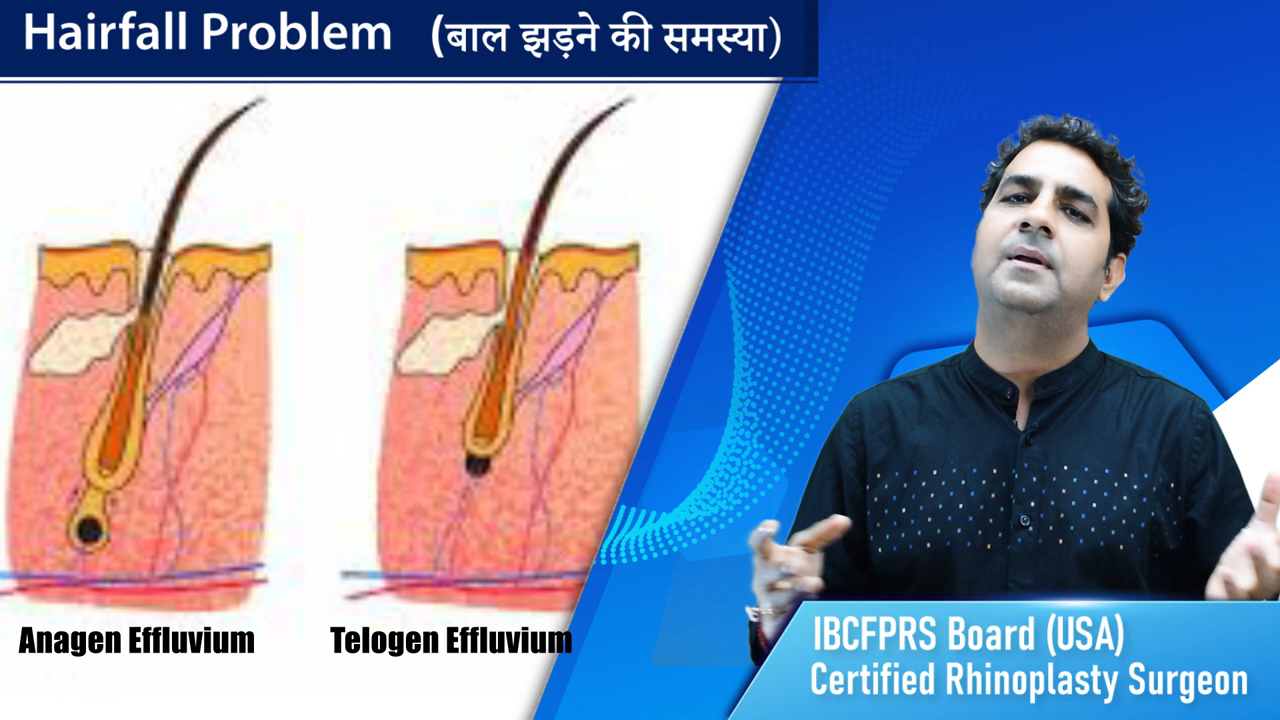 Hairfall Problem (बाल झड़ने की समस्या)
Anagen Effluvium
Telogen Effluvium
IBCFPRS Board (USA)
Certified Rhinoplasty Surgeon